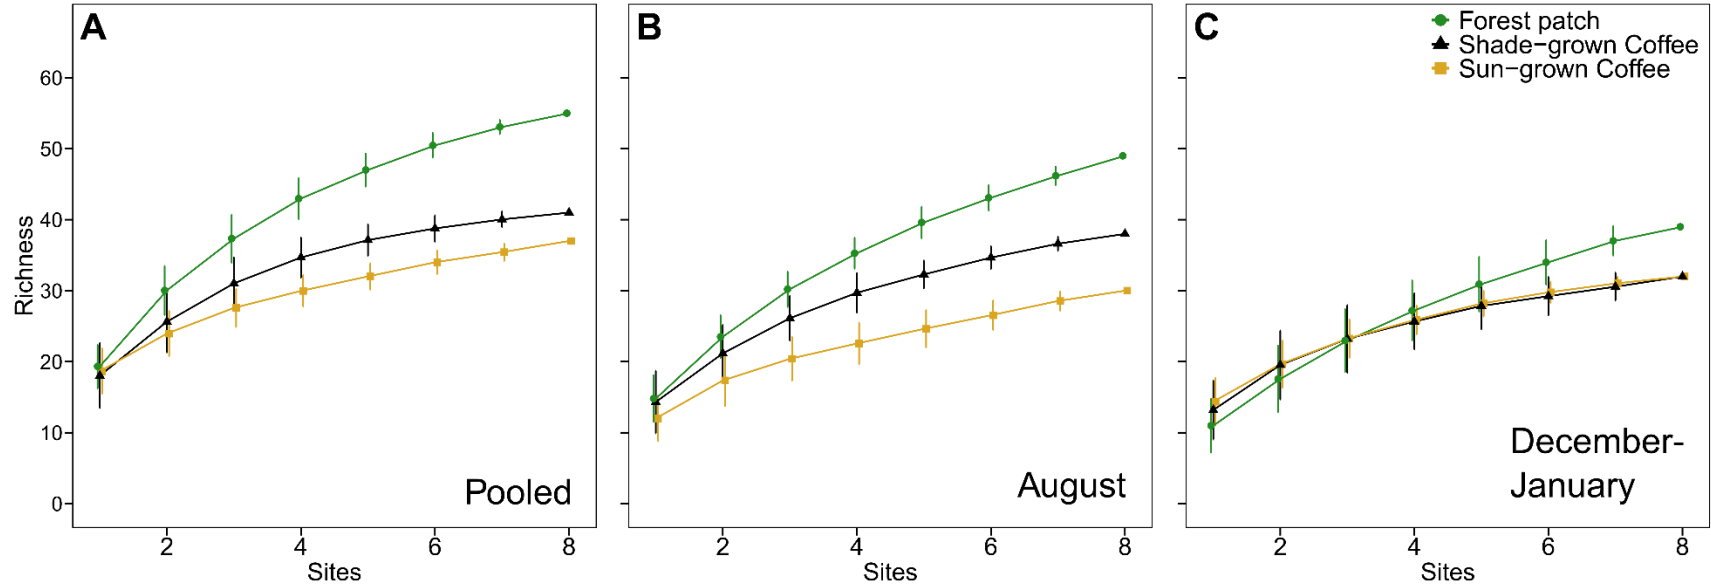 A
B
C
Forest patch
Shade-grown Coffee
Sun-grown Coffee
Richness
60
50
40
30
20
10
0
Pooled
August
December-
January
2 4 6 8
2 4 6 8
2 4 6 8
Sites
Sites
Sites